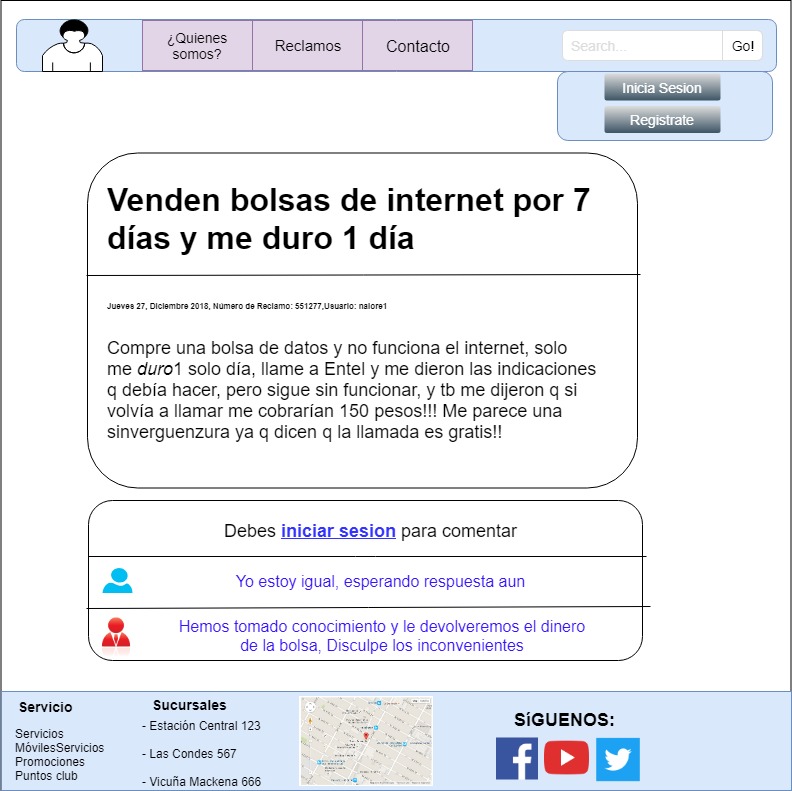 ¿Quienes
somos?
Reclamos
Contacto
Search...
Go!
Inicia Sesion
Registrate
Venden bolsas de internet por 7
días y me duro 1 día
Jueves 27, Diciembre 2018, Número de Reclamo: 551277,Usuario: nalore1
Compre una bolsa de datos y no funciona el internet, solo
me duro1 solo día, llame a Entel y me dieron las indicaciones
q debía hacer, pero sigue sin funcionar, y tb me dijeron q si
volvía a llamar me cobrarían 150 pesos!!! Me parece una
sinverguenzura ya q dicen q la llamada es gratis!!
Debes iniciar sesion para comentar
Yo estoy igual, esperando respuesta aun
Hemos tomado conocimiento y le devolveremos el dinero
de la bolsa, Disculpe los inconvenientes
Servicio
Servicios
MóvilesServicios
Promociones
Puntos club
Sucursales
- Estación Central 123
- Las Condes 567
- Vicuña Mackena 666
SíGUENOS: